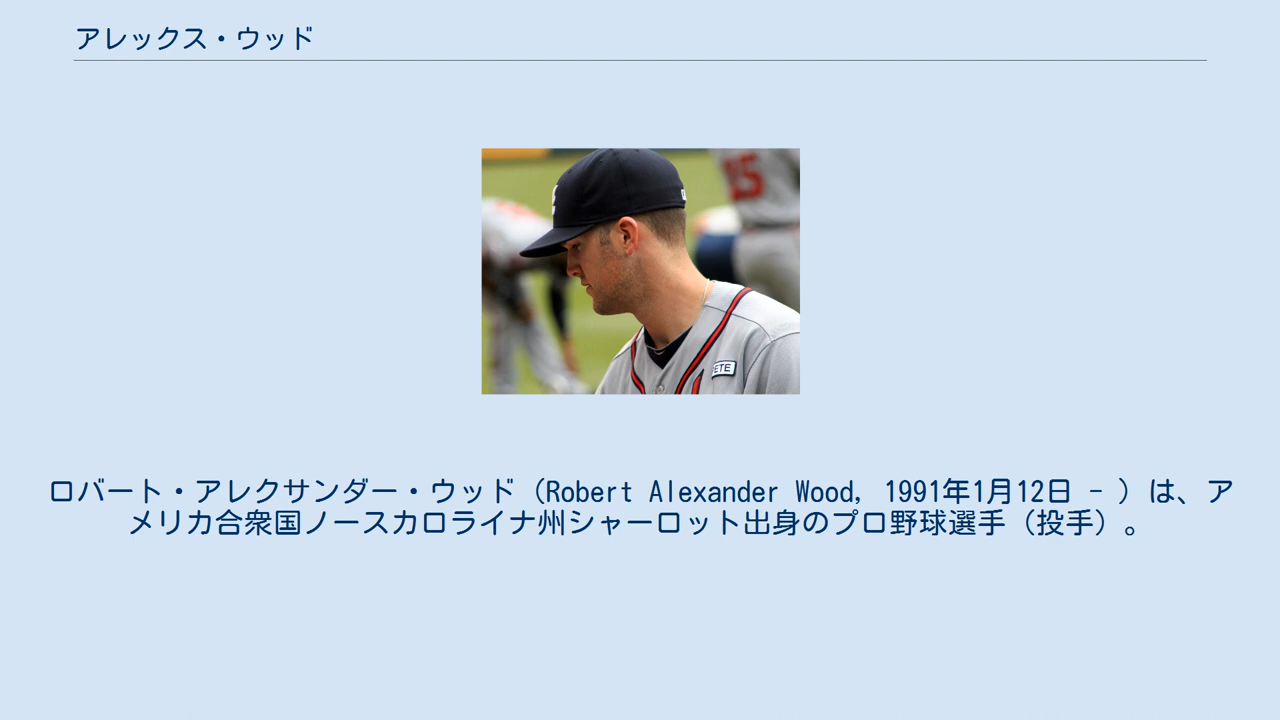 アレックス・ウッド
15
ETE
ロバート・アレクサンダー・ウッド（Robert Alexander Wood, 1991年1月12日 - ）は、ア
メリカ合衆国ノースカロライナ州シャーロット出身のプロ野球選手（投手）。